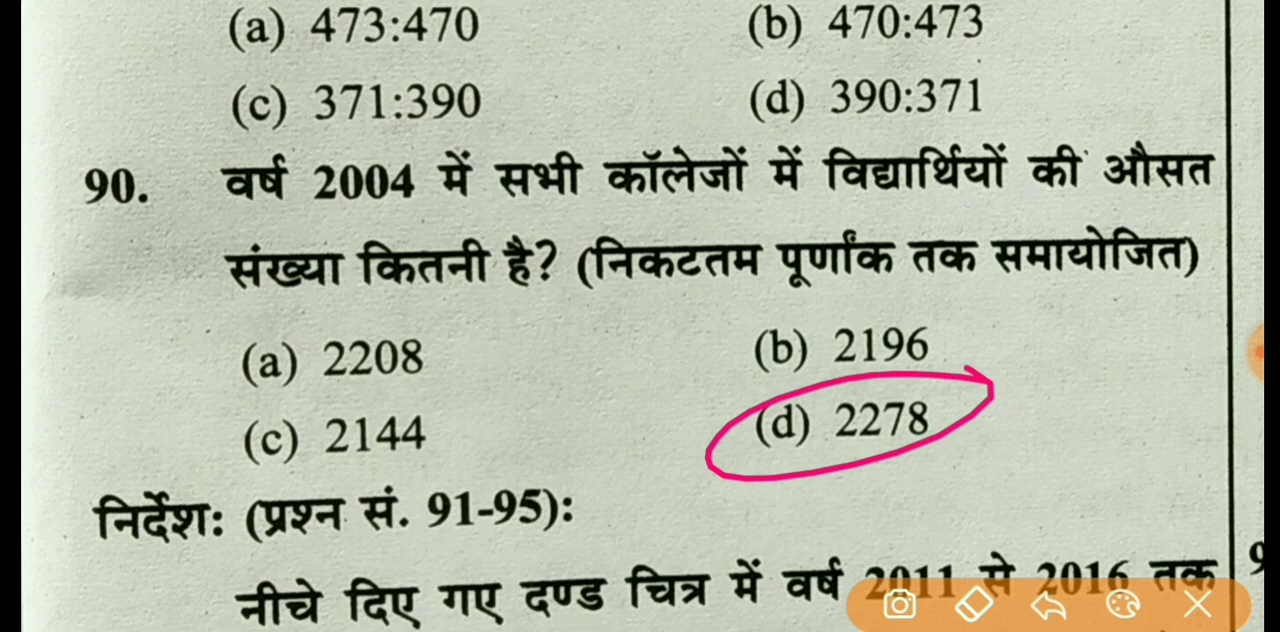 (a) 473:470 (b) 470:473
(c) 371:390 (d) 390:371
90. वर्ष 2004 में सभी कॉलेजों में विद्यार्थियों की औसत
संख्या कितनी है? (निकटतम पूर्णांक तक समायोजित)
(a) 2208 (b) 2196
(c) 2144 (d) 2278
निर्देशः (प्रश्न सं. 91-95):
नीचे दिए गए दण्ड चित्र में वर्ष 2011 से 2016 तक